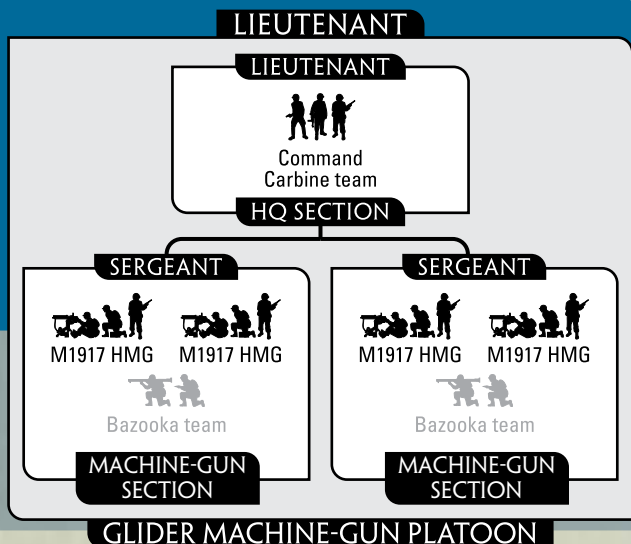 LIEUTENANT
LIEUTENANT
Command
Carbine team
HQ SECTION
SERGEANT
M1917 HMG M1917 HMG
Bazooka team
MACHINE-GUN
SECTION
SERGEANT
M1917 HMG M1917 HMG
Bazooka team
MACHINE-GUN
SECTION
GLIDER MACHINE-GUN PLATOON